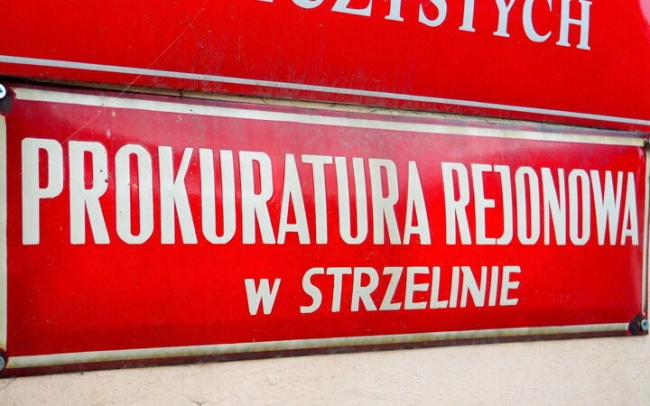 PROKURATURA REJONOWA
w STRZELINIE